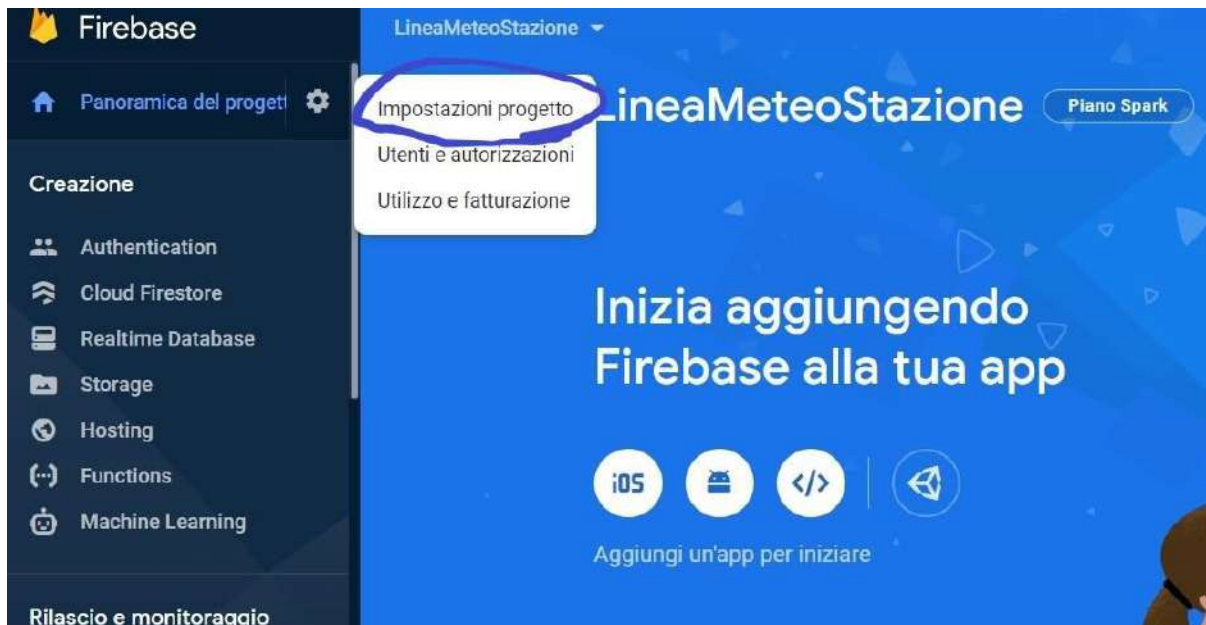 Firebase
LineaMeteoStazione
Panoramica del proget
Impostazioni progetto
Utenti e autorizzazioni
Utilizzo e fatturazione
LineaMeteoStazione
Piano Spark
Creazione
Authentication
Cloud Firestore
Realtime Database
Storage
Hosting
Functions
Machine Learning
Rilascio e monitoraggio
Inizia aggiungendo
Firebase alla tua app
iOS
</>
Aggiungi un'app per iniziare